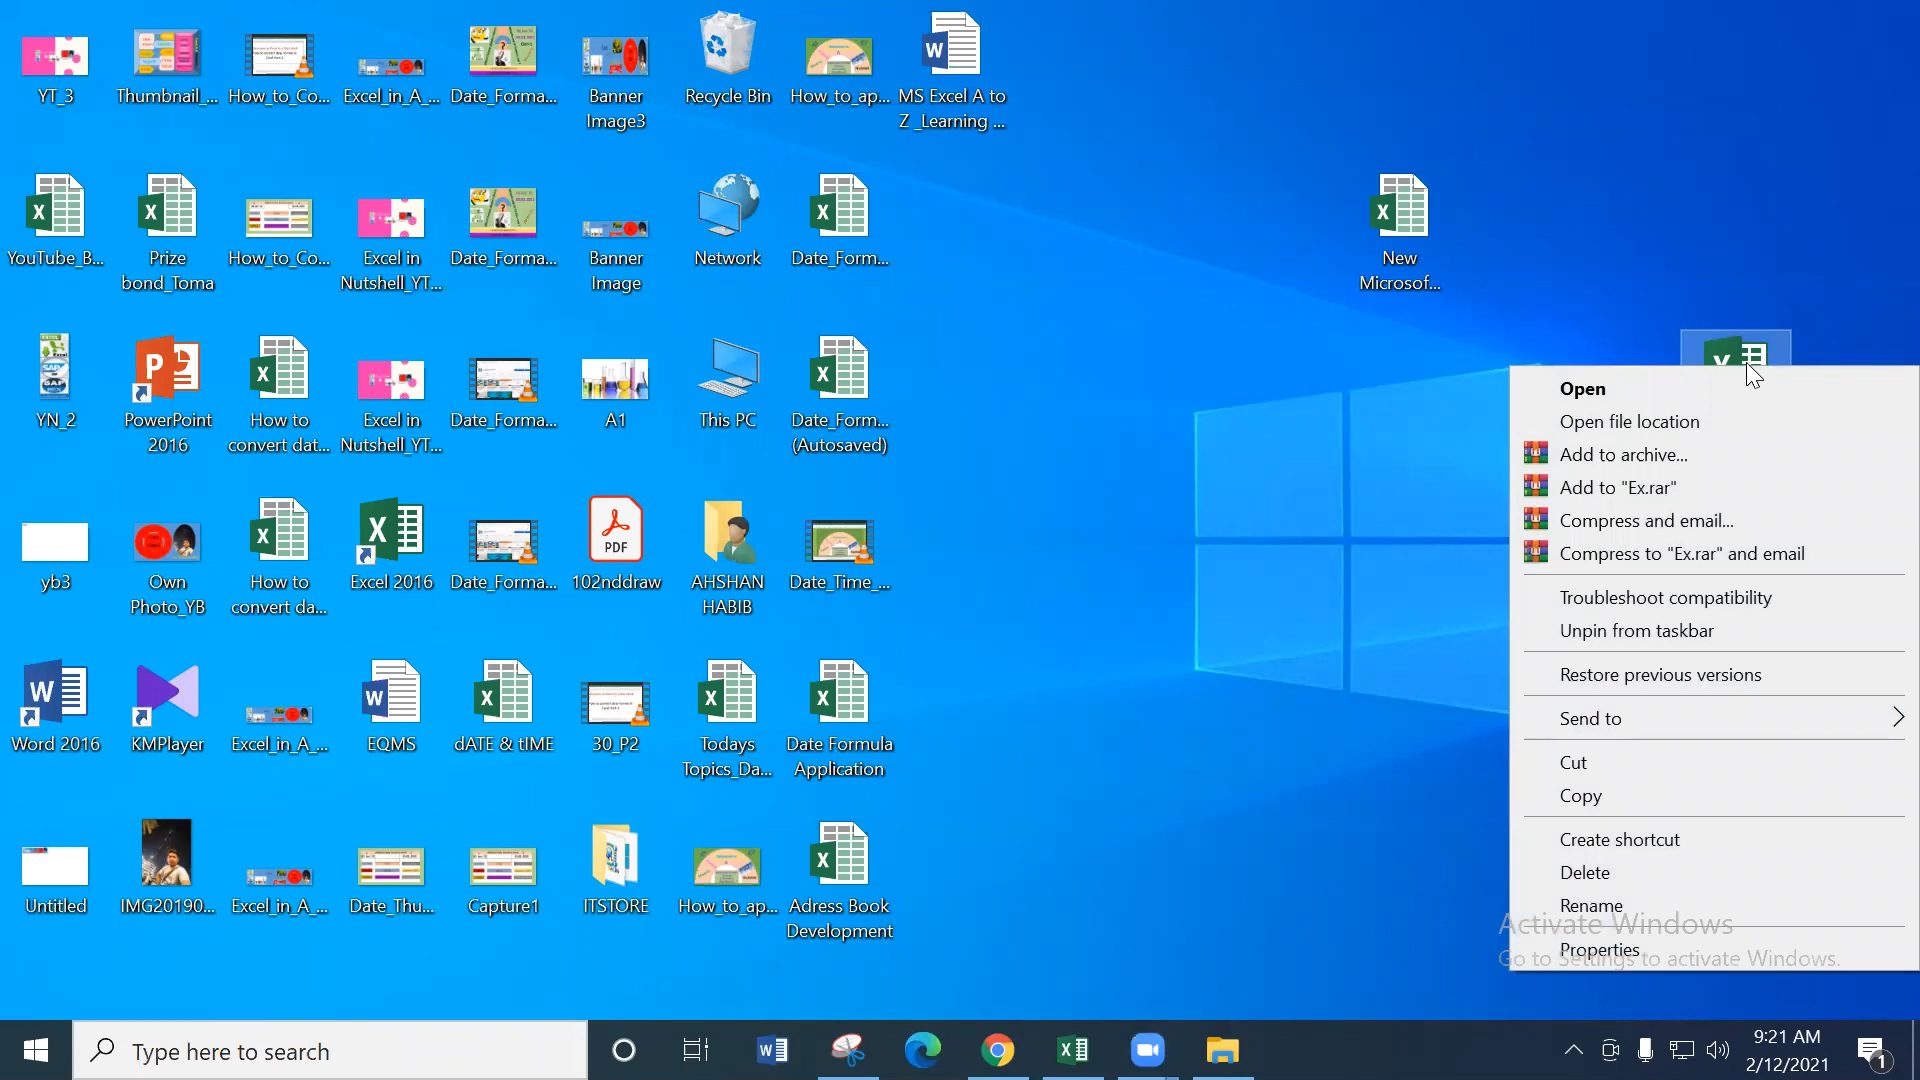 YT_3
Thumbnail_...
How_to_Co...
Excel_in_A_...
Date_Forma...
Banner
Image3
Recycle Bin
How_to_ap...
MS Excel A to
Z _Learning ...
YouTube_B...
Prize
bond_Toma
How_to_Co...
Excel in
Nutshell_YT...
Date_Forma...
Banner
Image
Network
Date_Form...
New
Microsof...
YN_2
PowerPoint
2016
How to
convert dat...
Excel in
Nutshell_YT...
Date_Forma...
A1
This PC
Date_Form...
(Autosaved)
yb3
Own
Photo_YB
How to
convert da...
Excel 2016
Date_Forma...
PDF
102nddraw
AHSHAN
HABIB
Date_Time_...
Word 2016
KMPlayer
Excel_in_A_...
EQMS
dATE & tIME
30_P2
Todays
Topics_Da...
Date Formula
Application
Untitled
IMG20190...
Excel_in_A_...
Date_Thu...
Capture1
ITSTORE
How_to_ap...
Adress Book
Development
Open
Open file location
Add to archive...
Add to "Ex.rar"
Compress and email...
Compress to "Ex.rar" and email
Troubleshoot compatibility
Unpin from taskbar
Restore previous versions
Send to
Cut
Copy
Create shortcut
Delete
Rename
Properties
Activate Windows
Go to Settings to activate Windows.
Type here to search
9:21 AM
2/12/2021
1